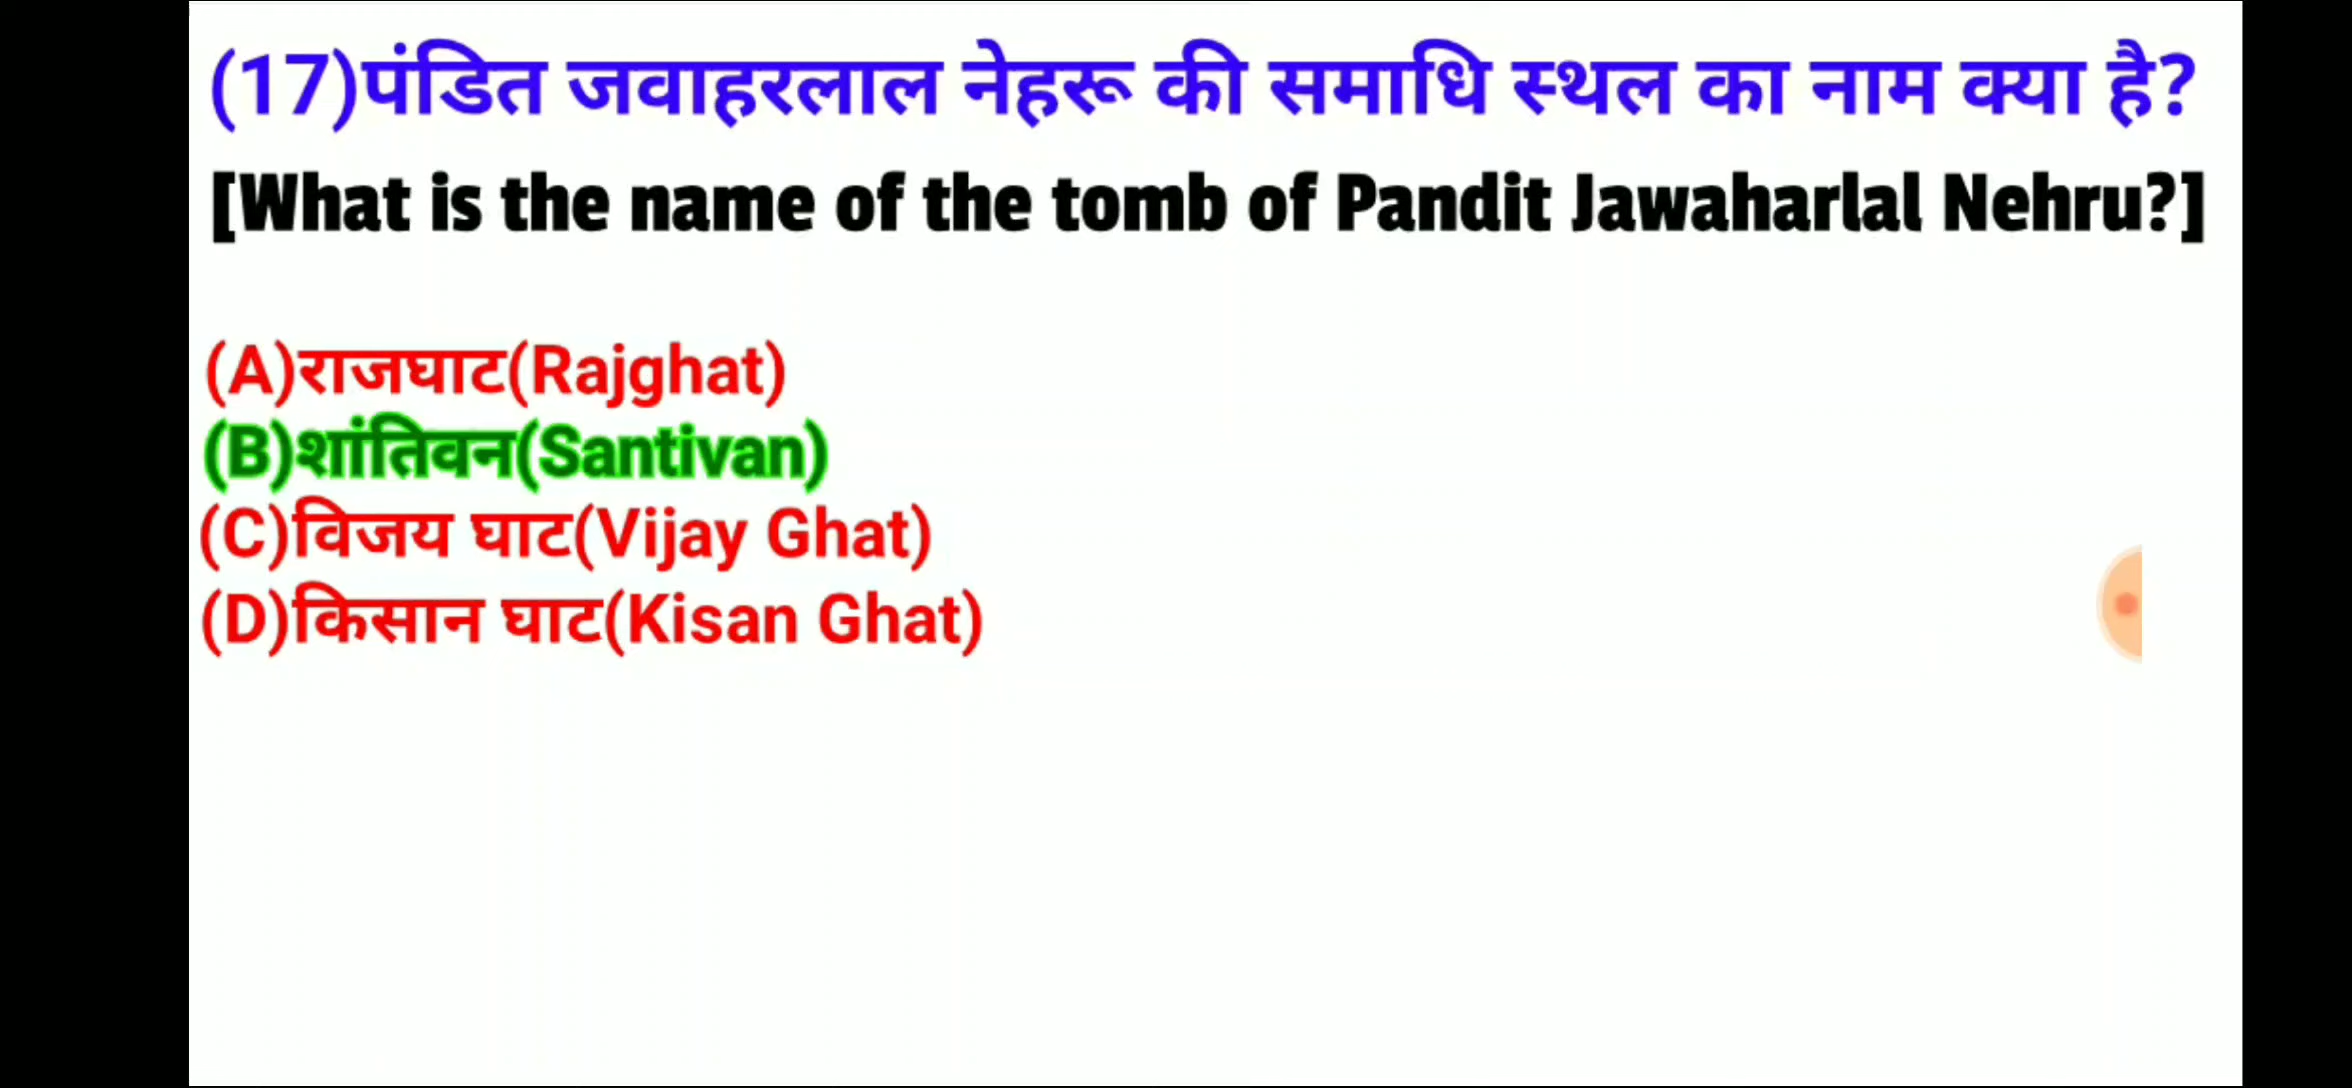 (17)पंडित जवाहरलाल नेहरू की समाधि स्थल का नाम क्या है?
[What is the name of the tomb of Pandit Jawaharlal Nehru?]
(A)राजघाट(Rajghat)
(B)शांतिवन(Santivan)
(C)विजय घाट(Vijay Ghat)
(D)किसान घाट(Kisan Ghat)